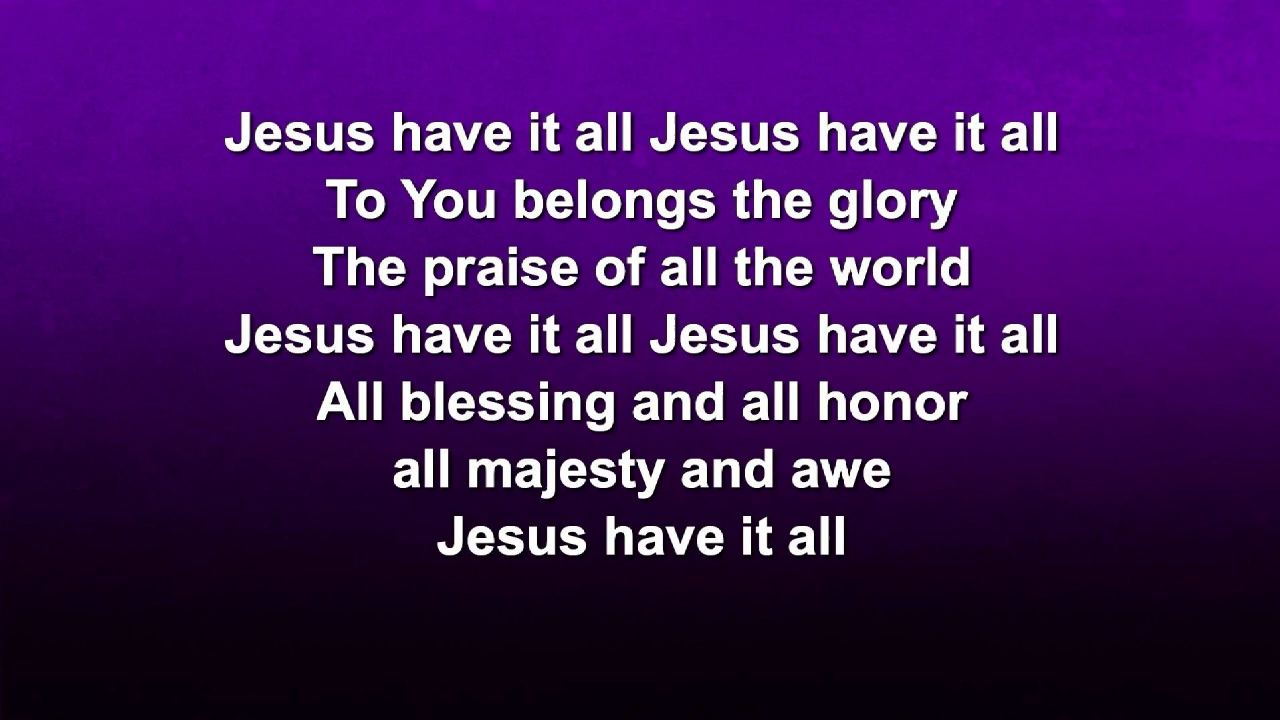 Jesus have it all Jesus have it all
To You belongs the glory
The praise of all the world
Jesus have it all Jesus have it all
All blessing and all honor
all majesty and awe
Jesus have it all